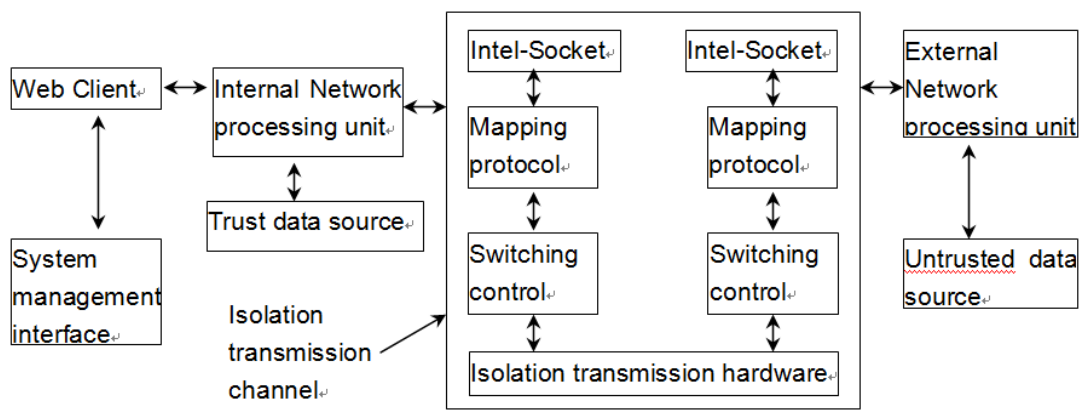 Web Client
System
management
interface
Internal Network
processing unit
Trust data source
Isolation
transmission
channel
Intel-Socket
Mapping
protocol
Switching
control
Intel-Socket
Mapping
protocol
Switching
control
Isolation transmission hardware
External
Network
processing unit
Untrusted data
source